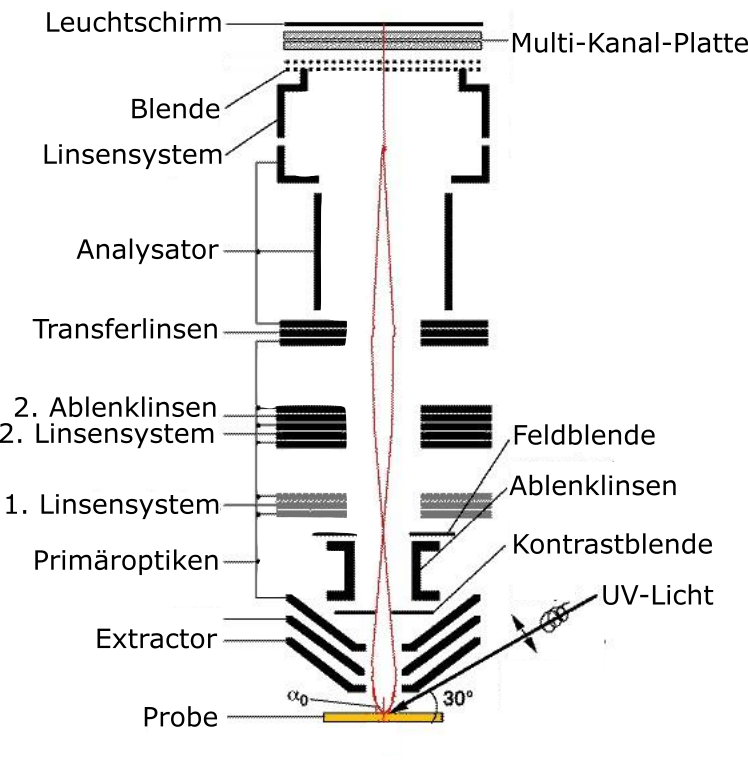 Leuchtschirm
Multi-Kanal-Platte
Blende
Linsensystem
Analysator
Transferlinsen
2. Ablenklinsen
2. Linsensystem
Feldblende
Ablenklinsen
1. Linsensystem
Kontrastblende
Primäroptiken
UV-Licht
Extractor
α0
30°
Probe